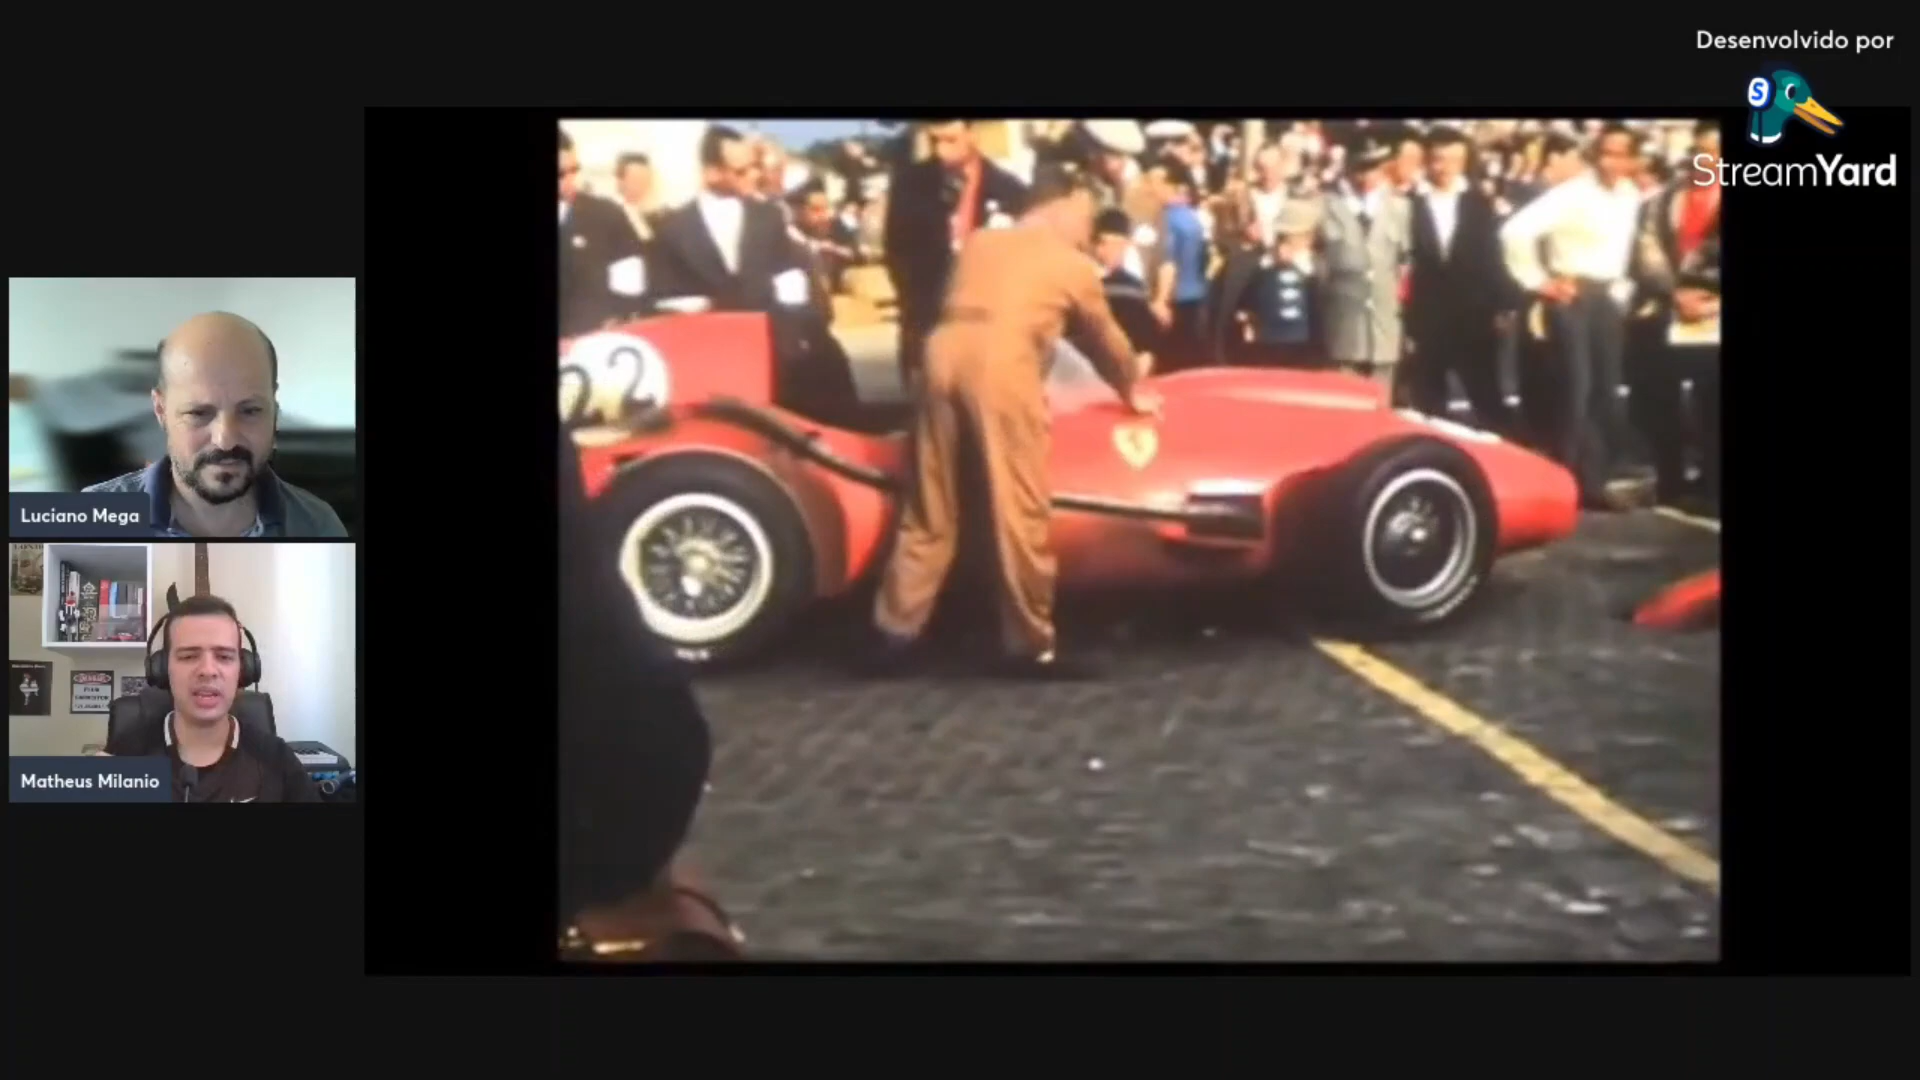 Desenvolvido por
S
StreamYard
22
Luciano Mega
Matheus Milanio